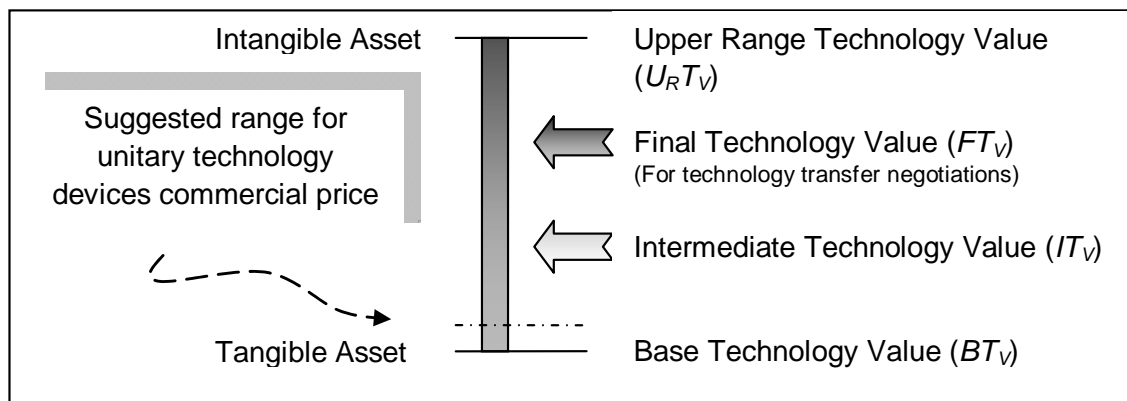 Intangible Asset
Upper Range Technology Value
(URTV)
Suggested range for
unitary technology
devices commercial price
Final Technology Value (FTV)
(For technology transfer negotiations)
Intermediate Technology Value (ITV)
Tangible Asset
Base Technology Value (BTV)